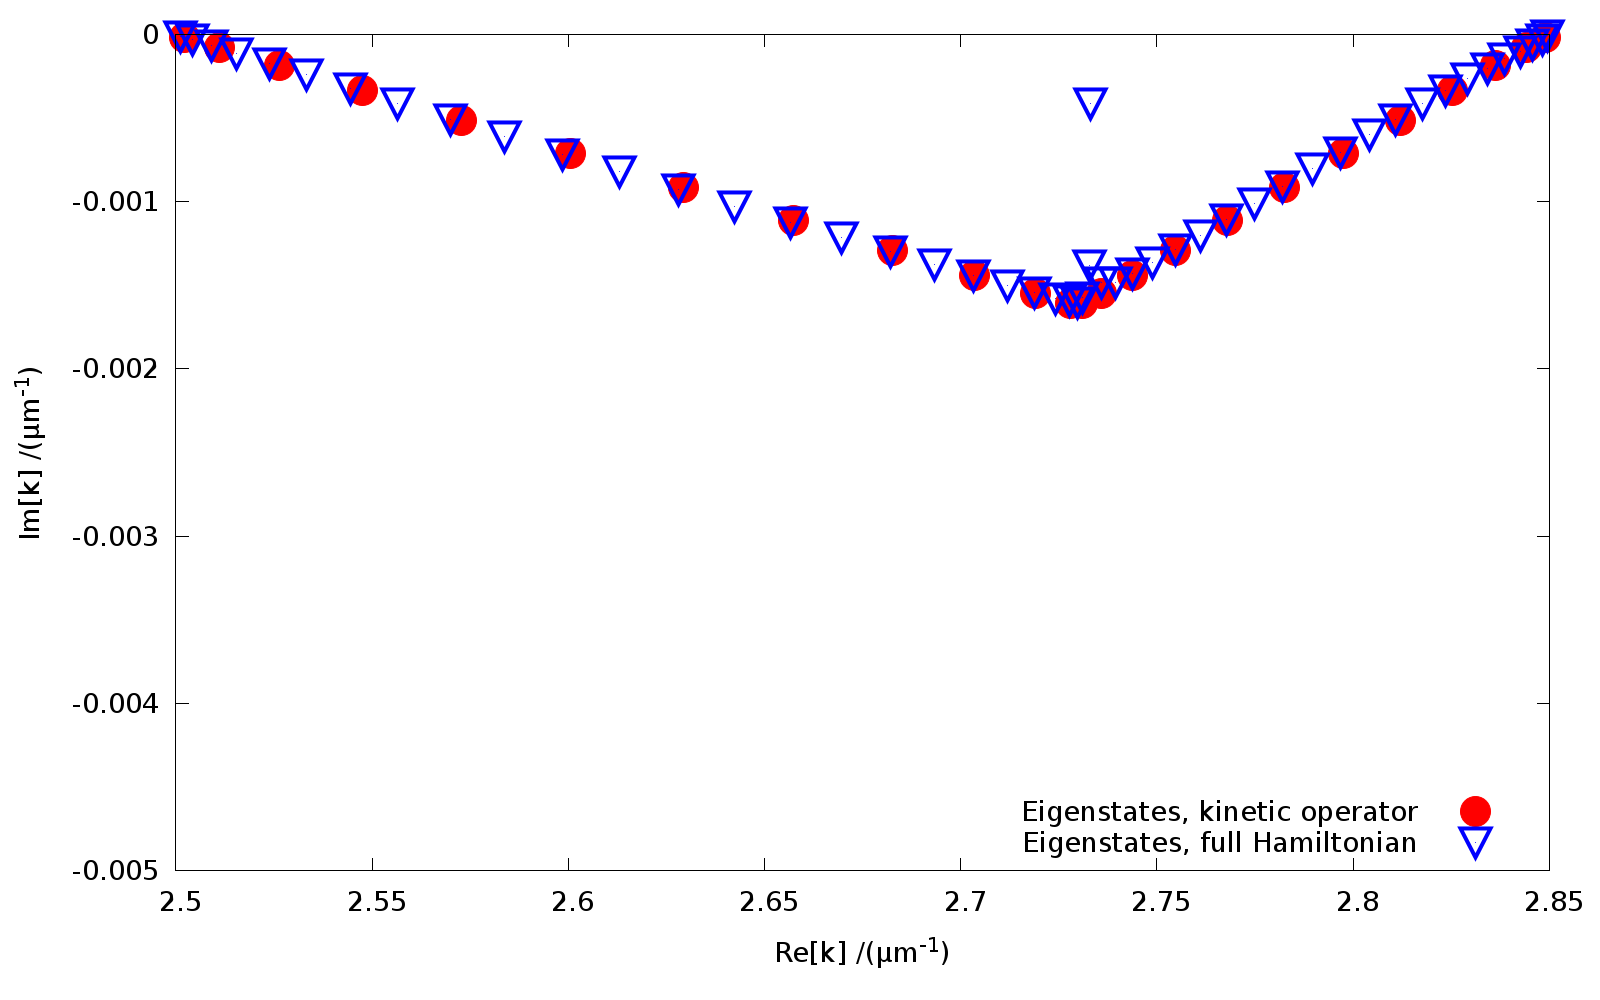 0
-0.001
-0.002
-0.003
-0.004
-0.005
2.5 2.55 2.6 2.65 2.7 2.75 2.8 2.85
Im[k] /(µm⁻¹)
Re[k] /(µm⁻¹)
Eigenstates, kinetic operator
Eigenstates, full Hamiltonian